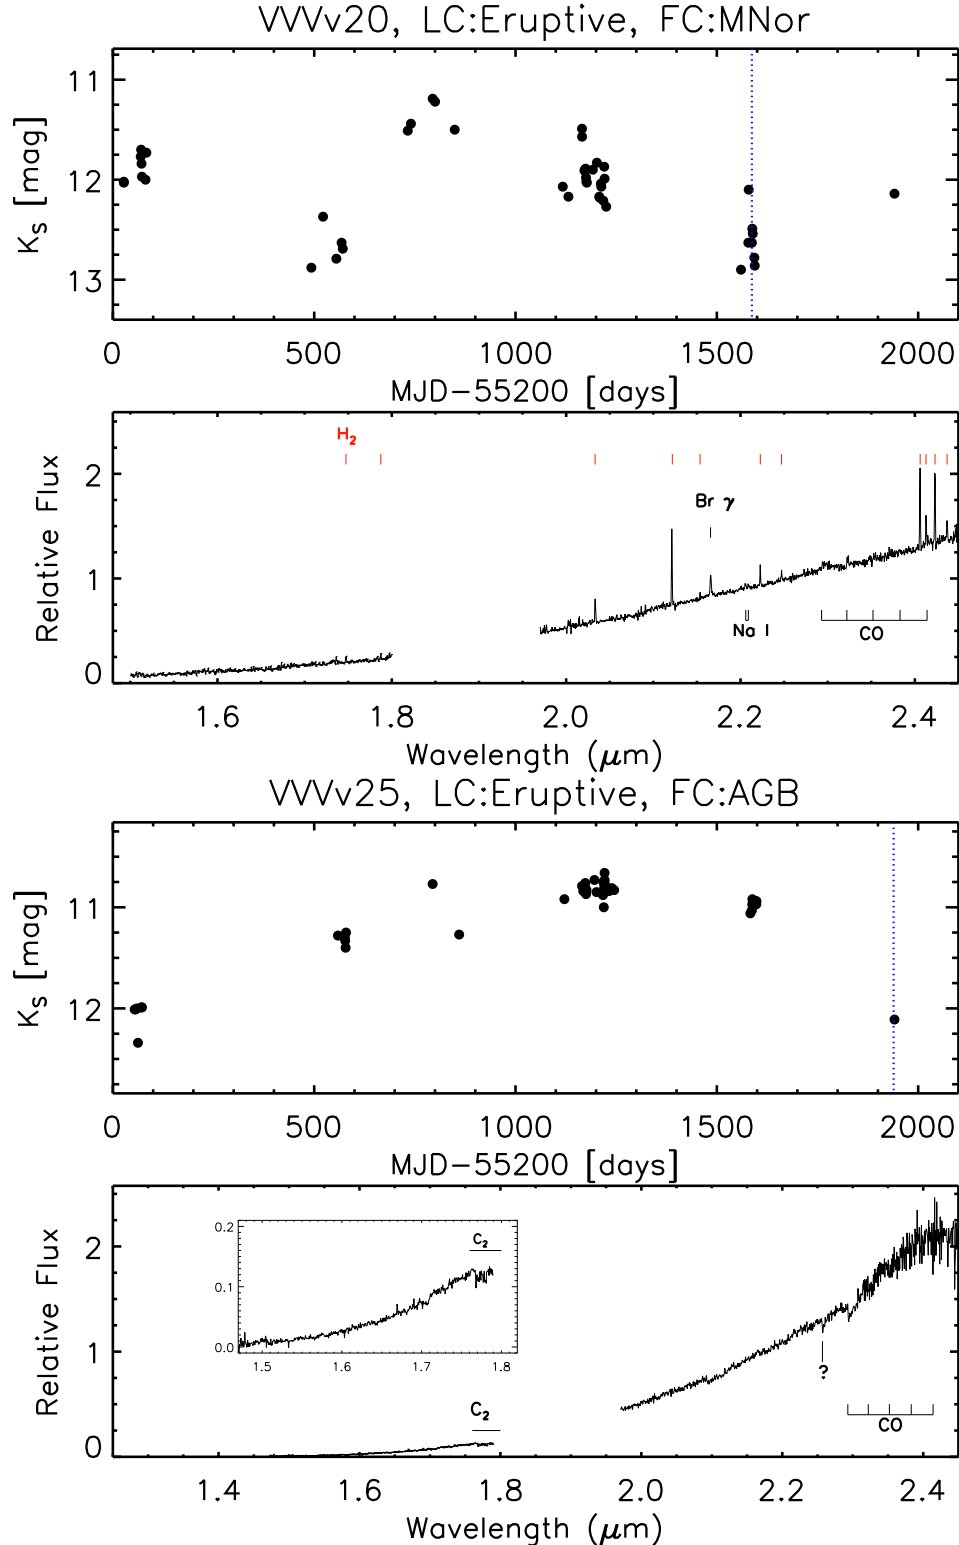 VVVv20, LC:Eruptive, FC:MNor
11
12
13
Ks [mag]
0 500 1000 1500 2000
MJD-55200 [days]
H2
2
Br γ
1
Na I
CO
0
Relative Flux
1.6 1.8 2.0 2.2 2.4
Wavelength (μm)
VVVv25, LC:Eruptive, FC:AGB
11
12
Ks [mag]
0 500 1000 1500 2000
MJD-55200 [days]
0.2
C2
0.1
0.0
1.5 1.6 1.7 1.8
2
1
?
C2
CO
0
Relative Flux
1.4 1.6 1.8 2.0 2.2 2.4
Wavelength (μm)